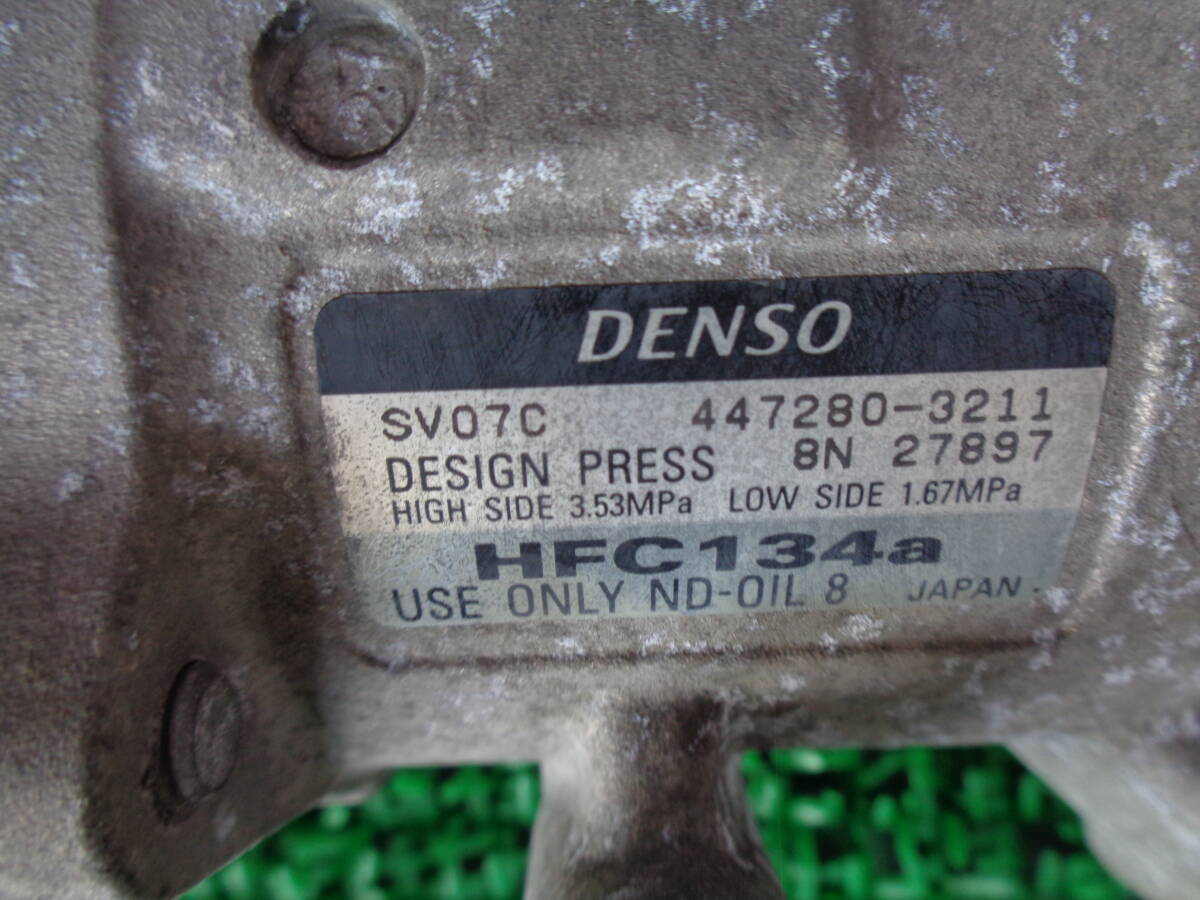 DENSO
SV07C 447280-3211
DESIGN PRESS 8N 27897
HIGH SIDE 3.53MPa LOW SIDE 1.67MPa
HFC134a
USE ONLY ND-OIL 8 JAPAN